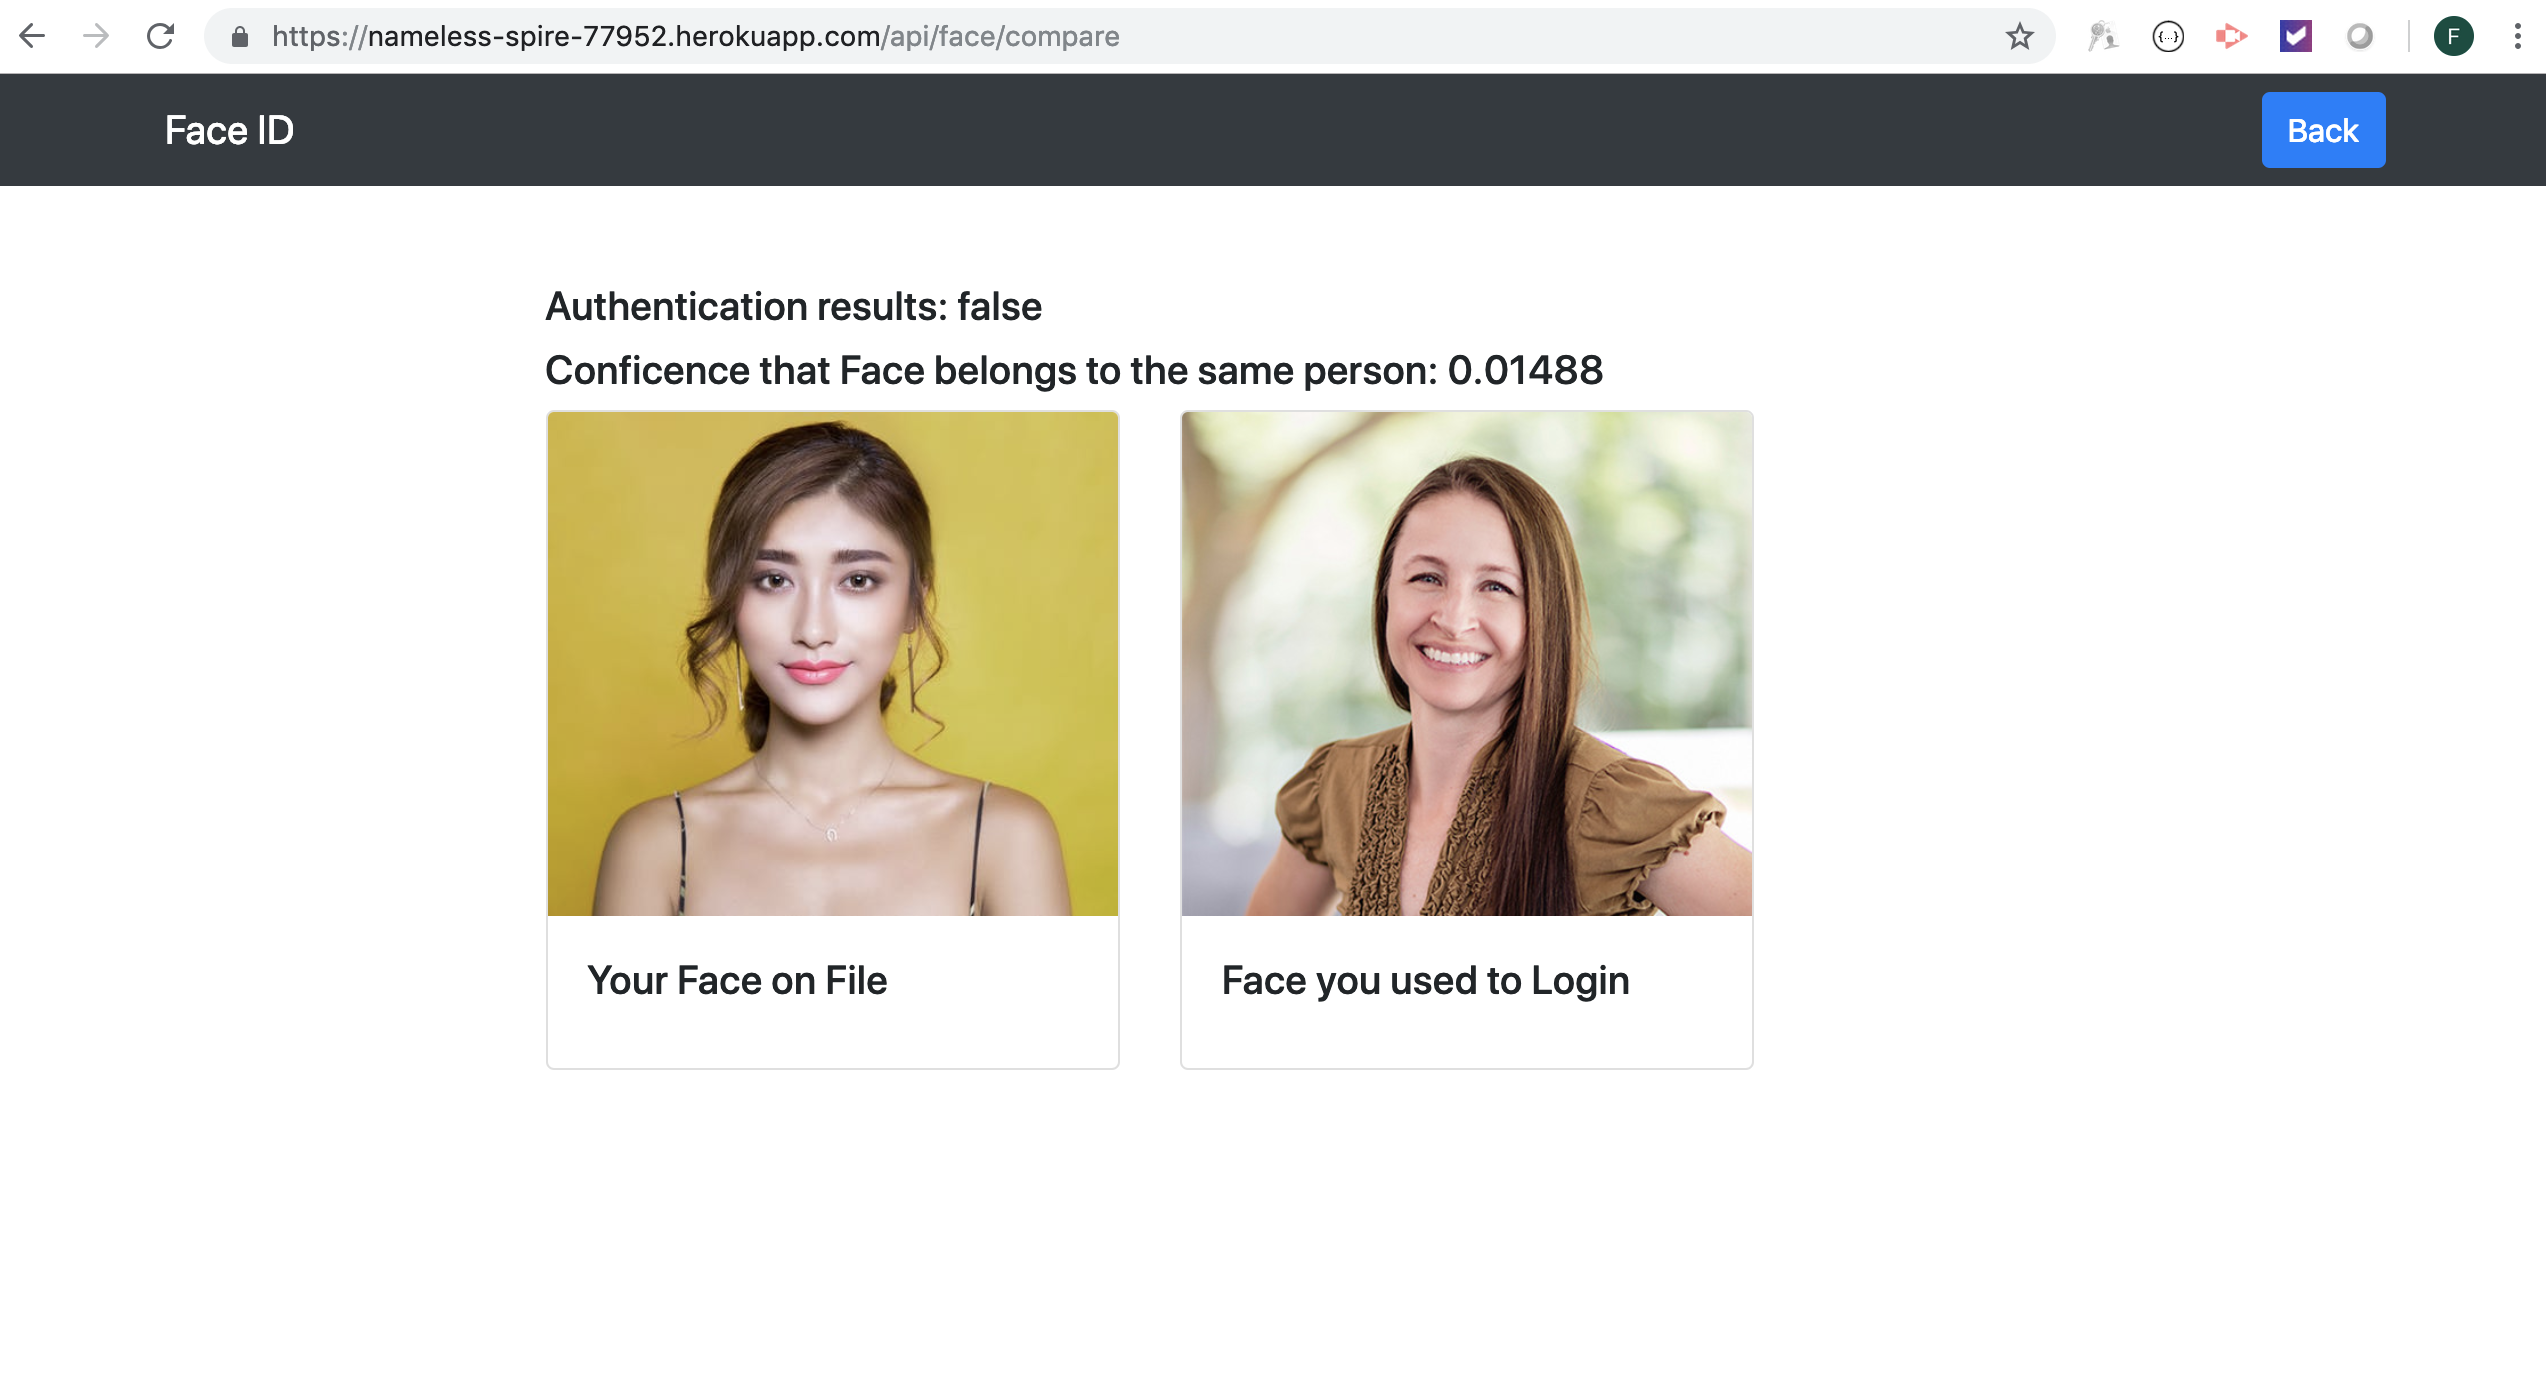 https://nameless-spire-77952.herokuapp.com/api/face/compare
{...}
F
Face ID
Back
Authentication results: false
Conficence that Face belongs to the same person: 0.01488
Your Face on File
Face you used to Login